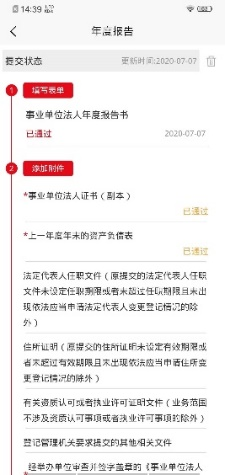 14:39
年度报告
提交状态
更新时间:2020-07-07
1
填写表单
事业单位法人年度报告书
已通过
2020-07-07
2
添加附件
*事业单位法人证书（副本）
已通过
*上一年度年末的资产负债表
已通过
法定代表人任职文件（原提交的法定代表人任职
文件未设定任职期限或者未超过任职期限且未出
现依法应当申请法定代表人变更登记情况的除
外）
住所证明（原提交的住所证明未设定有效期限或
者未超过有效期限且未出现依法应当申请住所变
更登记情况的除外）
有关资质认可或者执业许可证明文件（业务范围
不涉及资质认可事项或者执业许可事项的除外）
登记管理机关要求提交的其他相关文件
经举办单位审查并签字盖章的《事业单位法人